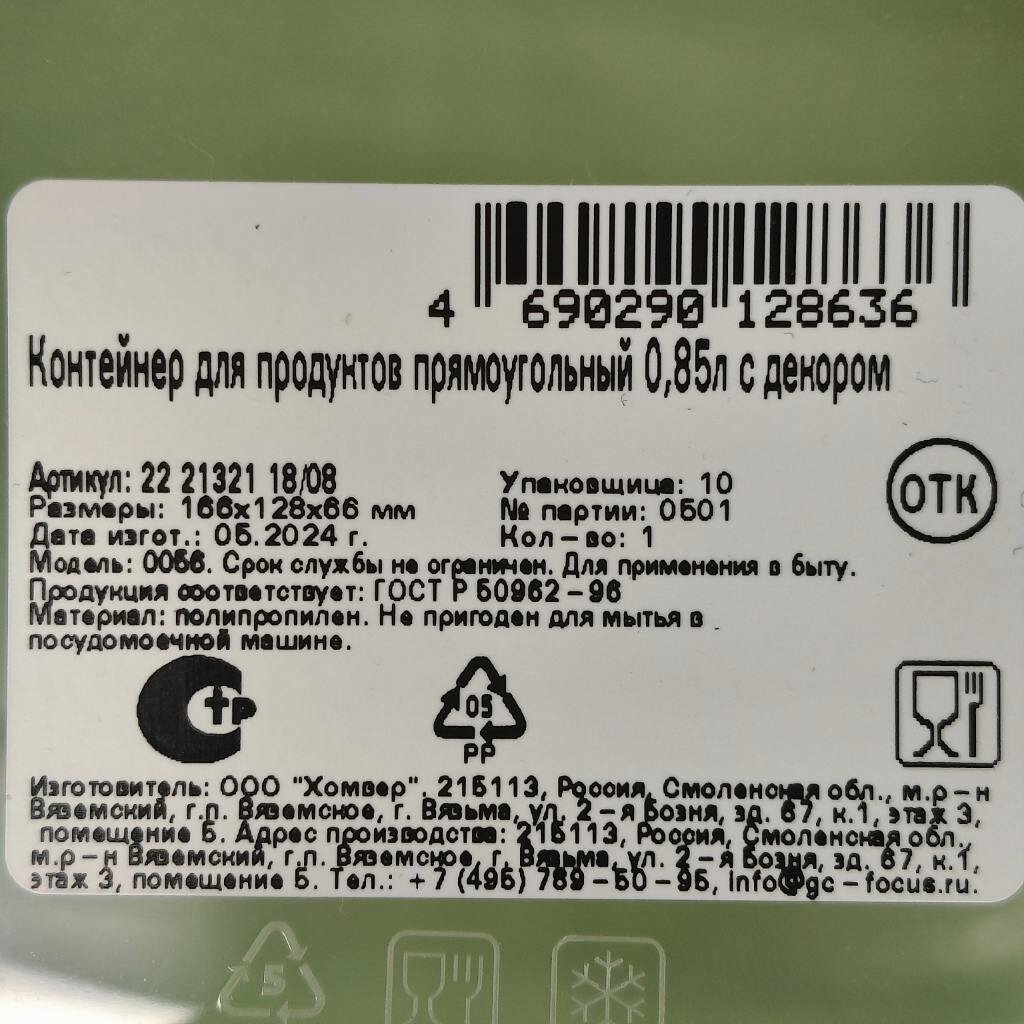 4 690290 128636
Контейнер для продуктов прямоугольный 0,85л с декором
Артикул: 22 21321 18/08
Размеры: 166x128x66 мм
Дата изгот.: 05.2024 г.
Упаковщица: 10
№ партии: 0501
Кол-во: 1
ОТК
Модель: 0056. Срок службы не ограничен. Для применения в быту.
Продукция соответствует: ГОСТ Р 50962-96
Материал: полипропилен. Не пригоден для мытья в
посудомоечной машине.
СТР
05
PP
Изготовитель: ООО "Хомвер". 215113, Россия, Смоленская обл., м.р-н
Вяземский, г.п. Вяземское, г. Вязьма, ул. 2-я Бозня, зд. 67, к.1, этаж 3,
помещение 5. Адрес производства: 215113, Россия, Смоленская обл.,
м.р-н Вяземский, г.п. Вяземское, г. Вязьма, ул. 2-я Бозня, зд. 67, к.1,
этаж 3, помещение 5. Тел.: +7 (495) 789-50-95, info@gc-focus.ru.
5